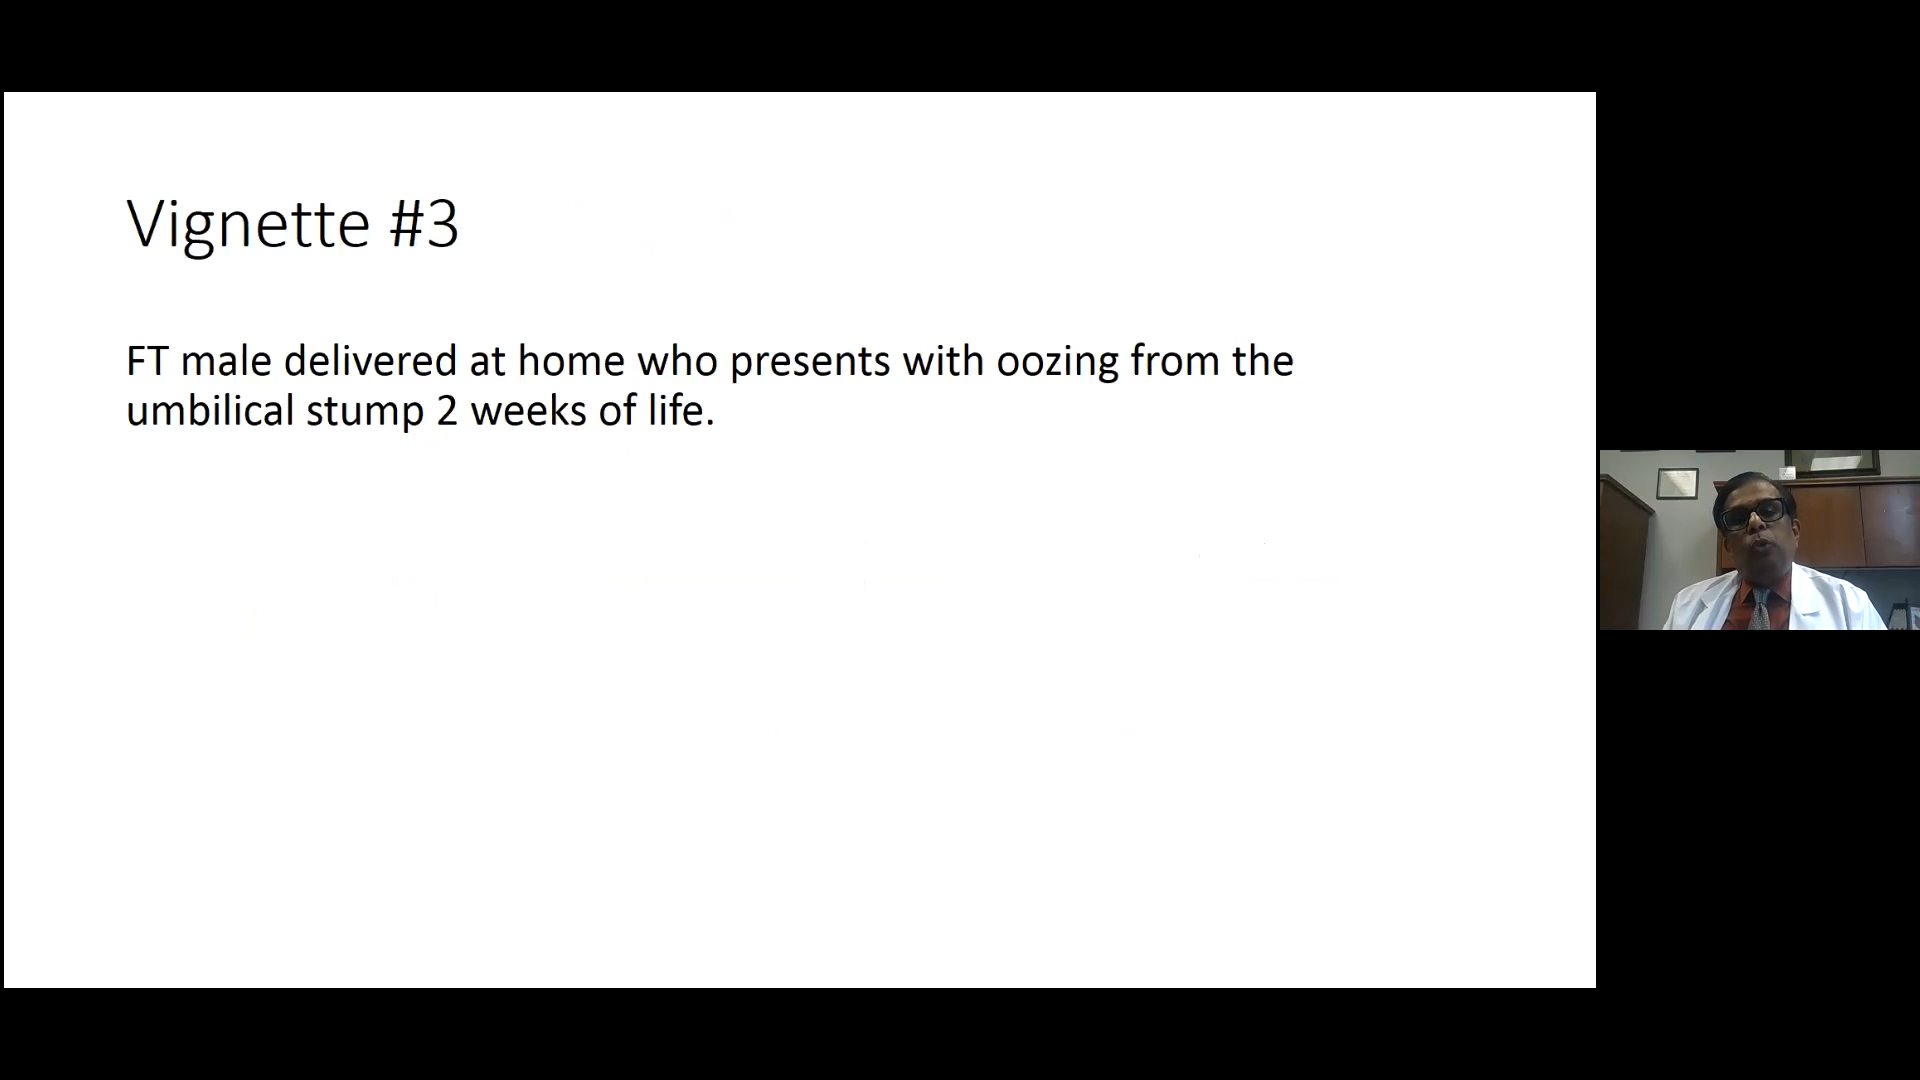 Vignette #3
FT male delivered at home who presents with oozing from the
umbilical stump 2 weeks of life.